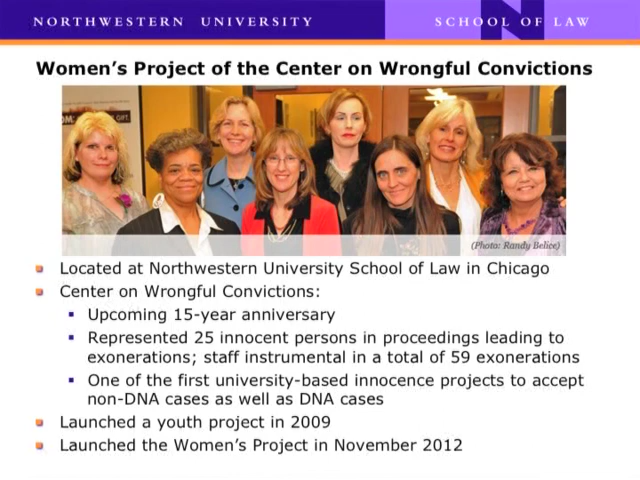 NORTHWESTERN UNIVERSITY
SCHOOL OF LAW
Women's Project of the Center on Wrongful Convictions
(Photo: Randy Belice)
Located at Northwestern University School of Law in Chicago
Center on Wrongful Convictions:
Upcoming 15-year anniversary
Represented 25 innocent persons in proceedings leading to
exonerations; staff instrumental in a total of 59 exonerations
One of the first university-based innocence projects to accept
non-DNA cases as well as DNA cases
Launched a youth project in 2009
Launched the Women's Project in November 2012